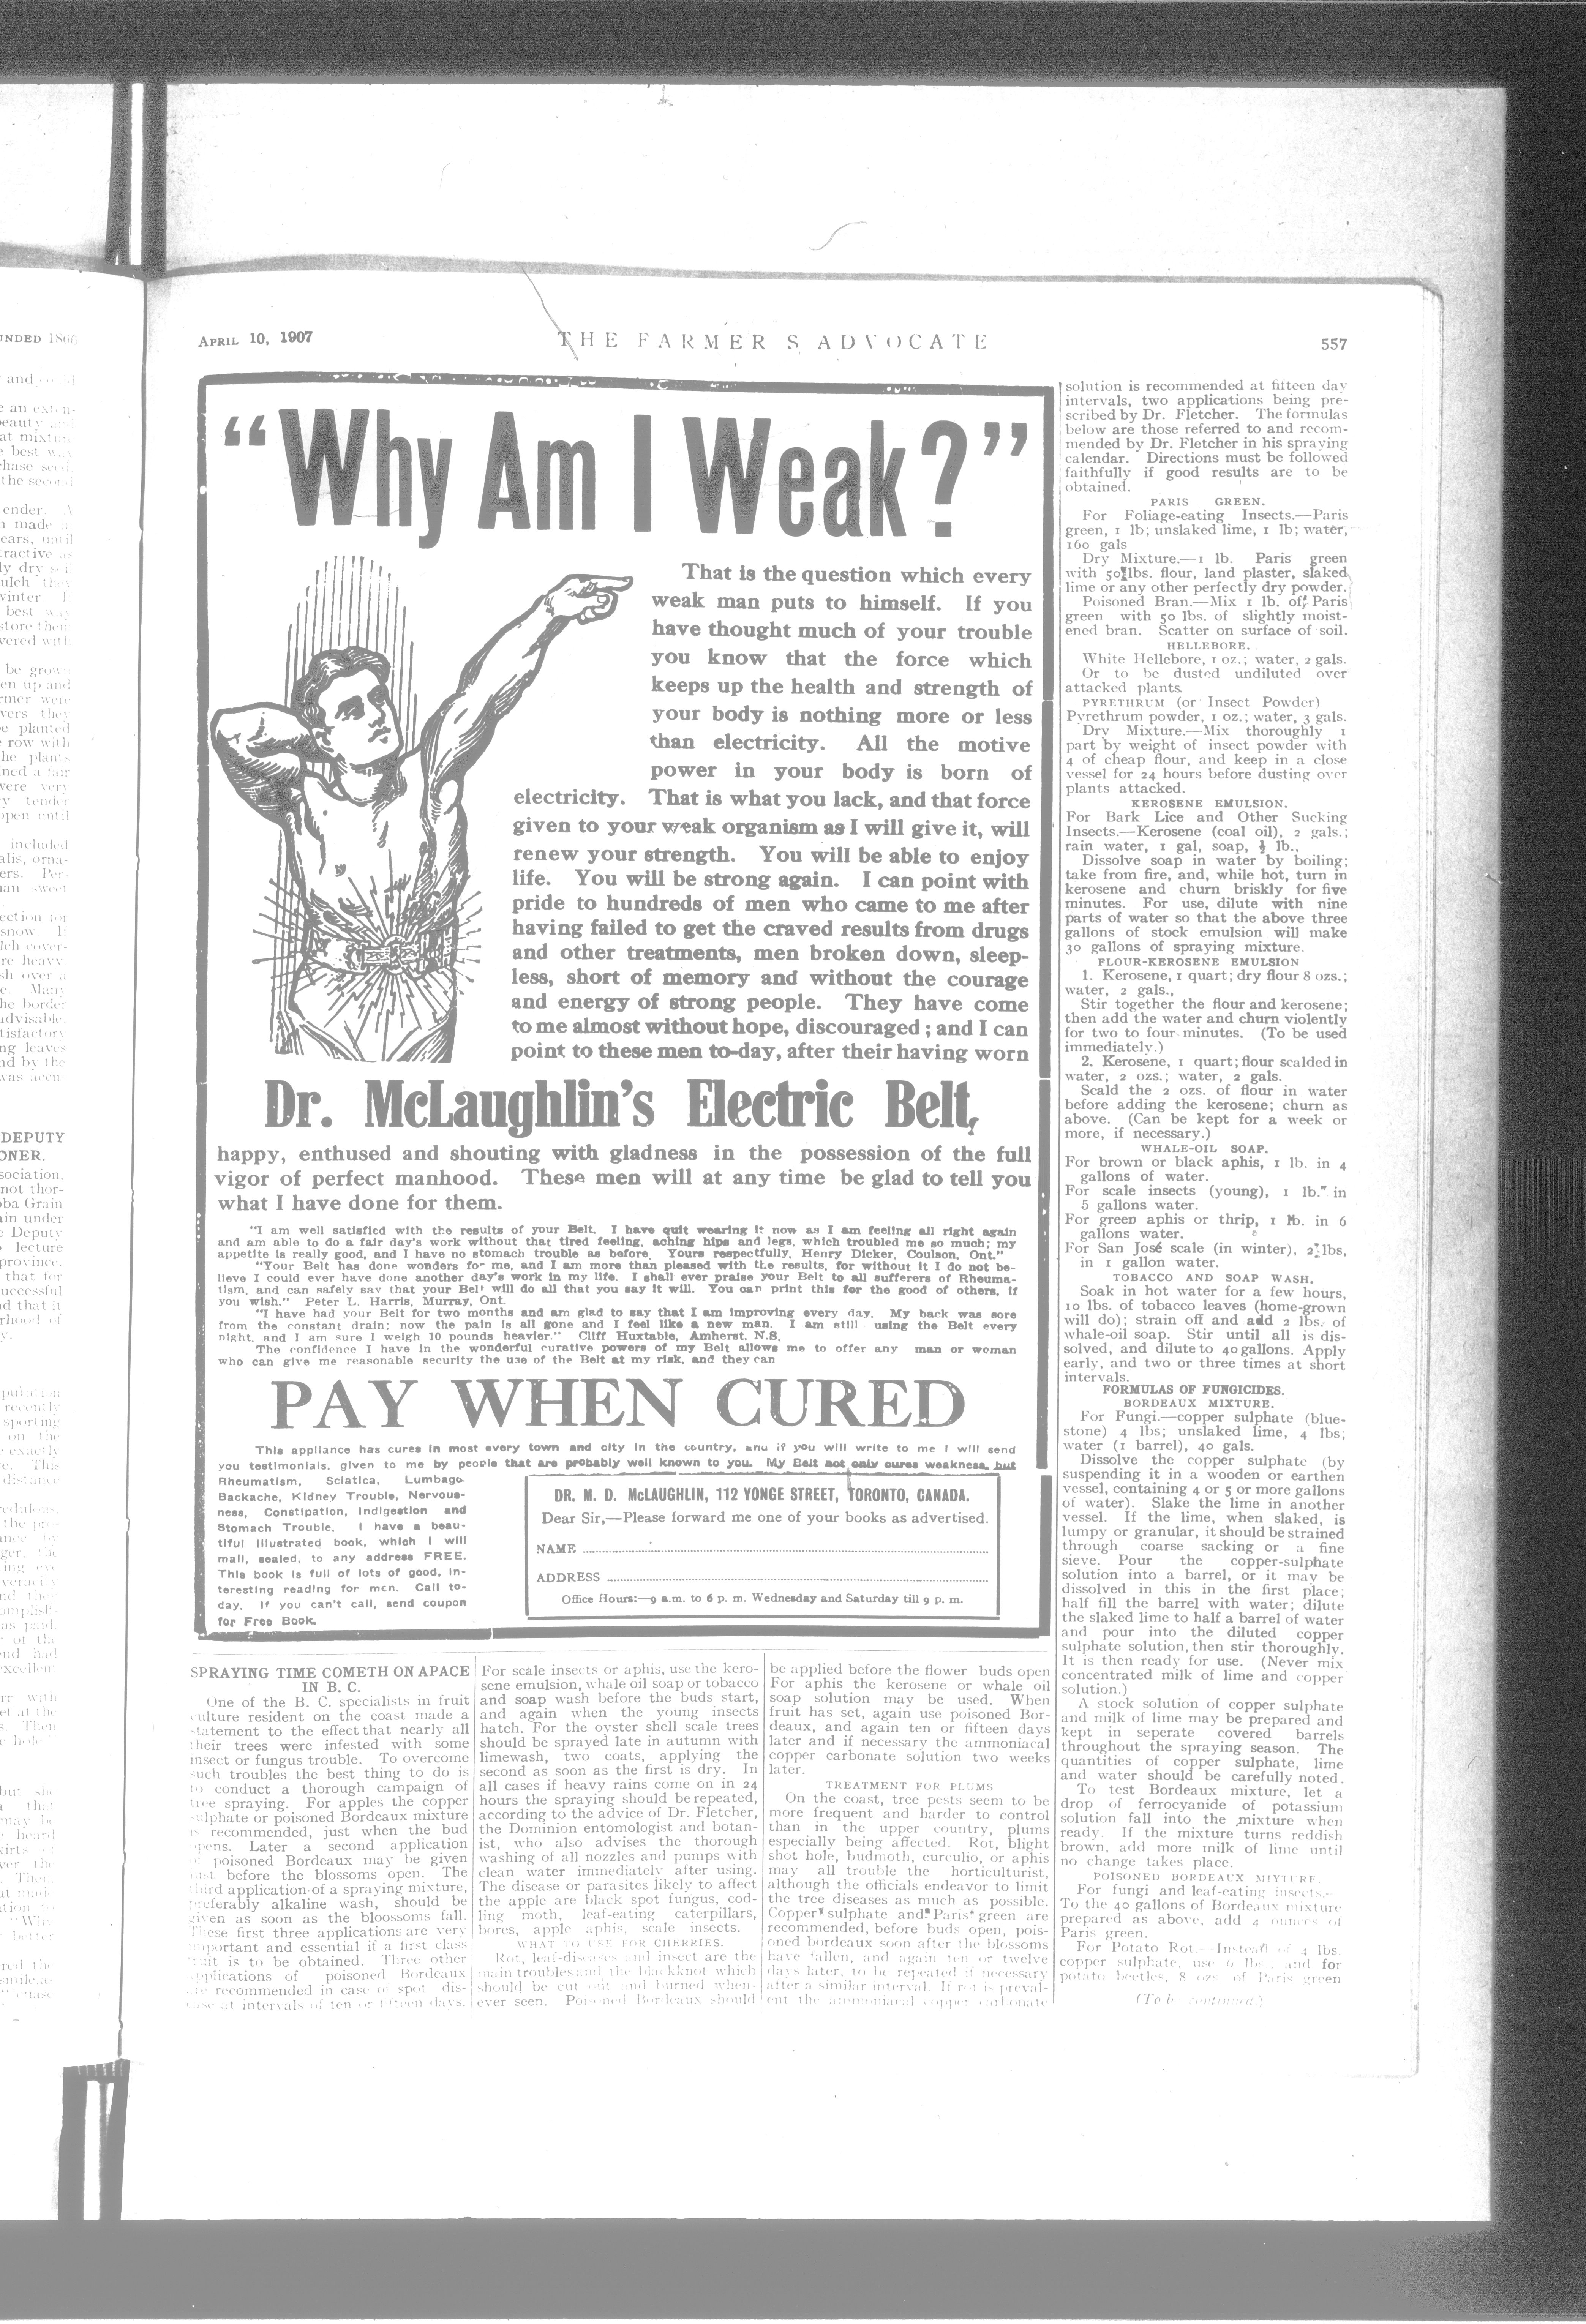 APRIL 10, 1907
THE FARMER S ADVOCATE
557
"Why Am I Weak?"
That is the question which every
weak man puts to himself. If you
have thought much of your trouble
you know that the force which
keeps up the health and strength of
your body is nothing more or less
than electricity. All the motive
power in your body is born of
electricity. That is what you lack, and that force
given to your weak organism as I will give it, will
renew your strength. You will be able to enjoy
life. You will be strong again. I can point with
pride to hundreds of men who came to me after
having failed to get the craved results from drugs
and other treatments, men broken down, sleep-
less, short of memory and without the courage
and energy of strong people. They have come
to me almost without hope, discouraged; and I can
point to these men to-day, after their having worn
Dr. McLaughlin's Electric Belt,
happy, enthused and shouting with gladness in the possession of the full
vigor of perfect manhood. These men will at any time be glad to tell you
what I have done for them.
"I am well satisfied with the results of your Belt. I have quit wearing it now as I am feeling all right again
and am able to do a fair day's work without that tired feeling, aching hips and legs, which troubled me so much; my
appetite is really good, and I have no stomach trouble as before. Yours respectfully, Henry Dicker, Coulson, Ont."
"Your Belt has done wonders for me, and I am more than pleased with the results, for without it I do not be-
lieve I could ever have done another day's work in my life. I shall ever praise your Belt to all sufferers of Rheuma-
tism, and can safely say that your Belt will do all that you say it will. You can print this for the good of others, if
you wish." Peter L. Harris, Murray, Ont.
"I have had your Belt for two months and am glad to say that I am improving every day. My back was sore
from the constant drain; now the pain is all gone and I feel like a new man. I am still using the Belt every
night, and I am sure I weigh 10 pounds heavier." Cliff Huxtable, Amherst, N.S.
The confidence I have in the wonderful curative powers of my Belt allows me to offer any man or woman
who can give me reasonable security the use of the Belt at my risk, and they can
PAY WHEN CURED
This appliance has cures in most every town and city in the country, and if you will write to me I will send
you testimonials, given to me by people that are probably well known to you. My Belt not only cures weakness, but
Rheumatism, Sciatica, Lumbago
Backache, Kidney Trouble, Nervous-
ness, Constipation, Indigestion and
Stomach Trouble. I have a beau-
tiful illustrated book, which I will
mail, sealed, to any address FREE.
This book is full of lots of good, in-
teresting reading for men. Call to-
day. If you can't call, send coupon
for Free Book.
DR. M. D. McLAUGHLIN, 112 YONGE STREET, TORONTO, CANADA.
Dear Sir,—Please forward me one of your books as advertised.
NAME
ADDRESS
Office Hours:—9 a.m. to 6 p. m. Wednesday and Saturday till 9 p. m.
SPRAYING TIME COMETH ON APACE
IN B. C.
One of the B. C. specialists in fruit
culture resident on the coast made a
statement to the effect that nearly all
their trees were infested with some
insect or fungus trouble. To overcome
such troubles the best thing to do is
to conduct a thorough campaign of
tree spraying. For apples the copper
sulphate or poisoned Bordeaux mixture
is recommended, just when the bud
opens. Later a second application
of poisoned Bordeaux may be given
just before the blossoms open. The
third application of a spraying mixture,
preferably alkaline wash, should be
given as soon as the bloossoms fall.
These first three applications are very
important and essential if a first class
fruit is to be obtained. Three other
applications of poisoned Bordeaux
are recommended in case of spot dis-
ease at intervals of ten or fifteen days.
For scale insects or aphis, use the kero-
sene emulsion, whale oil soap or tobacco
and soap wash before the buds start,
and again when the young insects
hatch. For the oyster shell scale trees
should be sprayed late in autumn with
limewash, two coats, applying the
second as soon as the first is dry. In
all cases if heavy rains come on in 24
hours the spraying should be repeated,
according to the advice of Dr. Fletcher,
the Dominion entomologist and botan-
ist, who also advises the thorough
washing of all nozzles and pumps with
clean water immediately after using.
The disease or parasites likely to affect
the apple are black spot fungus, cod-
ling moth, leaf-eating caterpillars,
bores, apple aphis, scale insects.
WHAT TO USE FOR CHERRIES.
Rot, leaf-diseases and insect are the
main troubles and the blackknot which
should be cut out and burned when-
ever seen. Poisoned Bordeaux should
be applied before the flower buds open
For aphis the kerosene or whale oil
soap solution may be used. When
fruit has set, again use poisoned Bor-
deaux, and again ten or fifteen days
later and if necessary the ammoniacal
copper carbonate solution two weeks
later.
TREATMENT FOR PLUMS
On the coast, tree pests seem to be
more frequent and harder to control
than in the upper country, plums
especially being affected. Rot, blight
shot hole, budmoth, curculio, or aphis
may all trouble the horticulturist,
although the officials endeavor to limit
the tree diseases as much as possible.
Copper sulphate and Paris green are
recommended, before buds open, pois-
oned bordeaux soon after the blossoms
have fallen, and again ten or twelve
days later, to be repeated if necessary
after a similar interval. If rot is preval-
ent the ammoniacal copper carbonate
solution is recommended at fifteen day
intervals, two applications being pre-
scribed by Dr. Fletcher. The formulas
below are those referred to and recom-
mended by Dr. Fletcher in his spraying
calendar. Directions must be followed
faithfully if good results are to be
obtained.
PARIS GREEN.
For Foliage-eating Insects.—Paris
green, 1 lb; unslaked lime, 1 lb; water,
160 gals
Dry Mixture.—1 lb. Paris green
with 50 lbs. flour, land plaster, slaked
lime or any other perfectly dry powder.
Poisoned Bran.—Mix 1 lb. of Paris
green with 50 lbs. of slightly moist-
ened bran. Scatter on surface of soil.
HELLEBORE.
White Hellebore, 1 oz.; water, 2 gals.
Or to be dusted undiluted over
attacked plants.
PYRETHRUM (or Insect Powder)
Pyrethrum powder, 1 oz.; water, 3 gals.
Dry Mixture.—Mix thoroughly 1
part by weight of insect powder with
4 of cheap flour, and keep in a close
vessel for 24 hours before dusting over
plants attacked.
KEROSENE EMULSION.
For Bark Lice and Other Sucking
Insects.—Kerosene (coal oil), 2 gals.;
rain water, 1 gal, soap, ½ lb.,
Dissolve soap in water by boiling;
take from fire, and, while hot, turn in
kerosene and churn briskly for five
minutes. For use, dilute with nine
parts of water so that the above three
gallons of stock emulsion will make
30 gallons of spraying mixture.
FLOUR-KEROSENE EMULSION
1. Kerosene, 1 quart; dry flour 8 ozs.;
water, 2 gals.,
Stir together the flour and kerosene;
then add the water and churn violently
for two to four minutes. (To be used
immediately.)
2. Kerosene, 1 quart; flour scalded in
water, 2 ozs.; water, 2 gals.
Scald the 2 ozs. of flour in water
before adding the kerosene; churn as
above. (Can be kept for a week or
more, if necessary.)
WHALE-OIL SOAP.
For brown or black aphis, 1 lb. in 4
gallons of water.
For scale insects (young), 1 lb. in
5 gallons water.
For green aphis or thrip, 1 lb. in 6
gallons water.
For San José scale (in winter), 2 lbs,
in 1 gallon water.
TOBACCO AND SOAP WASH.
Soak in hot water for a few hours,
10 lbs. of tobacco leaves (home-grown
will do); strain off and add 2 lbs. of
whale-oil soap. Stir until all is dis-
solved, and dilute to 40 gallons. Apply
early, and two or three times at short
intervals.
FORMULAS OF FUNGICIDES.
BORDEAUX MIXTURE.
For Fungi.—copper sulphate (blue-
stone) 4 lbs; unslaked lime, 4 lbs;
water (1 barrel), 40 gals.
Dissolve the copper sulphate (by
suspending it in a wooden or earthen
vessel, containing 4 or 5 or more gallons
of water). Slake the lime in another
vessel. If the lime, when slaked, is
lumpy or granular, it should be strained
through coarse sacking or a fine
sieve. Pour the copper-sulphate
solution into a barrel, or it may be
dissolved in this in the first place;
half fill the barrel with water; dilute
the slaked lime to half a barrel of water
and pour into the diluted copper
sulphate solution, then stir thoroughly.
It is then ready for use. (Never mix
concentrated milk of lime and copper
solution.)
A stock solution of copper sulphate
and milk of lime may be prepared and
kept in seperate covered barrels
throughout the spraying season. The
quantities of copper sulphate, lime
and water should be carefully noted.
To test Bordeaux mixture, let a
drop of ferrocyanide of potassium
solution fall into the mixture when
ready. If the mixture turns reddish
brown, add more milk of lime until
no change takes place.
POISONED BORDEAUX MIXTURE.
For fungi and leaf-eating insects.—
To the 40 gallons of Bordeaux mixture
prepared as above, add 4 ounces of
Paris green.
For Potato Rot.—Instead of 4 lbs.
copper sulphate, use 6 lbs., and for
potato beetles, 8 ozs. of Paris green
(To be continued.)